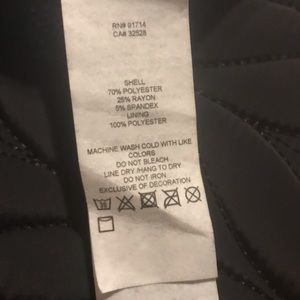 RN# 91714
CA# 32528
SHELL
70% POLYESTER
25% RAYON
5% SPANDEX
LINING
100% POLYESTER
MACHINE WASH COLD WITH LIKE
COLORS
DO NOT BLEACH
LINE DRY /HANG TO DRY
DO NOT IRON
EXCLUSIVE OF DECORATION